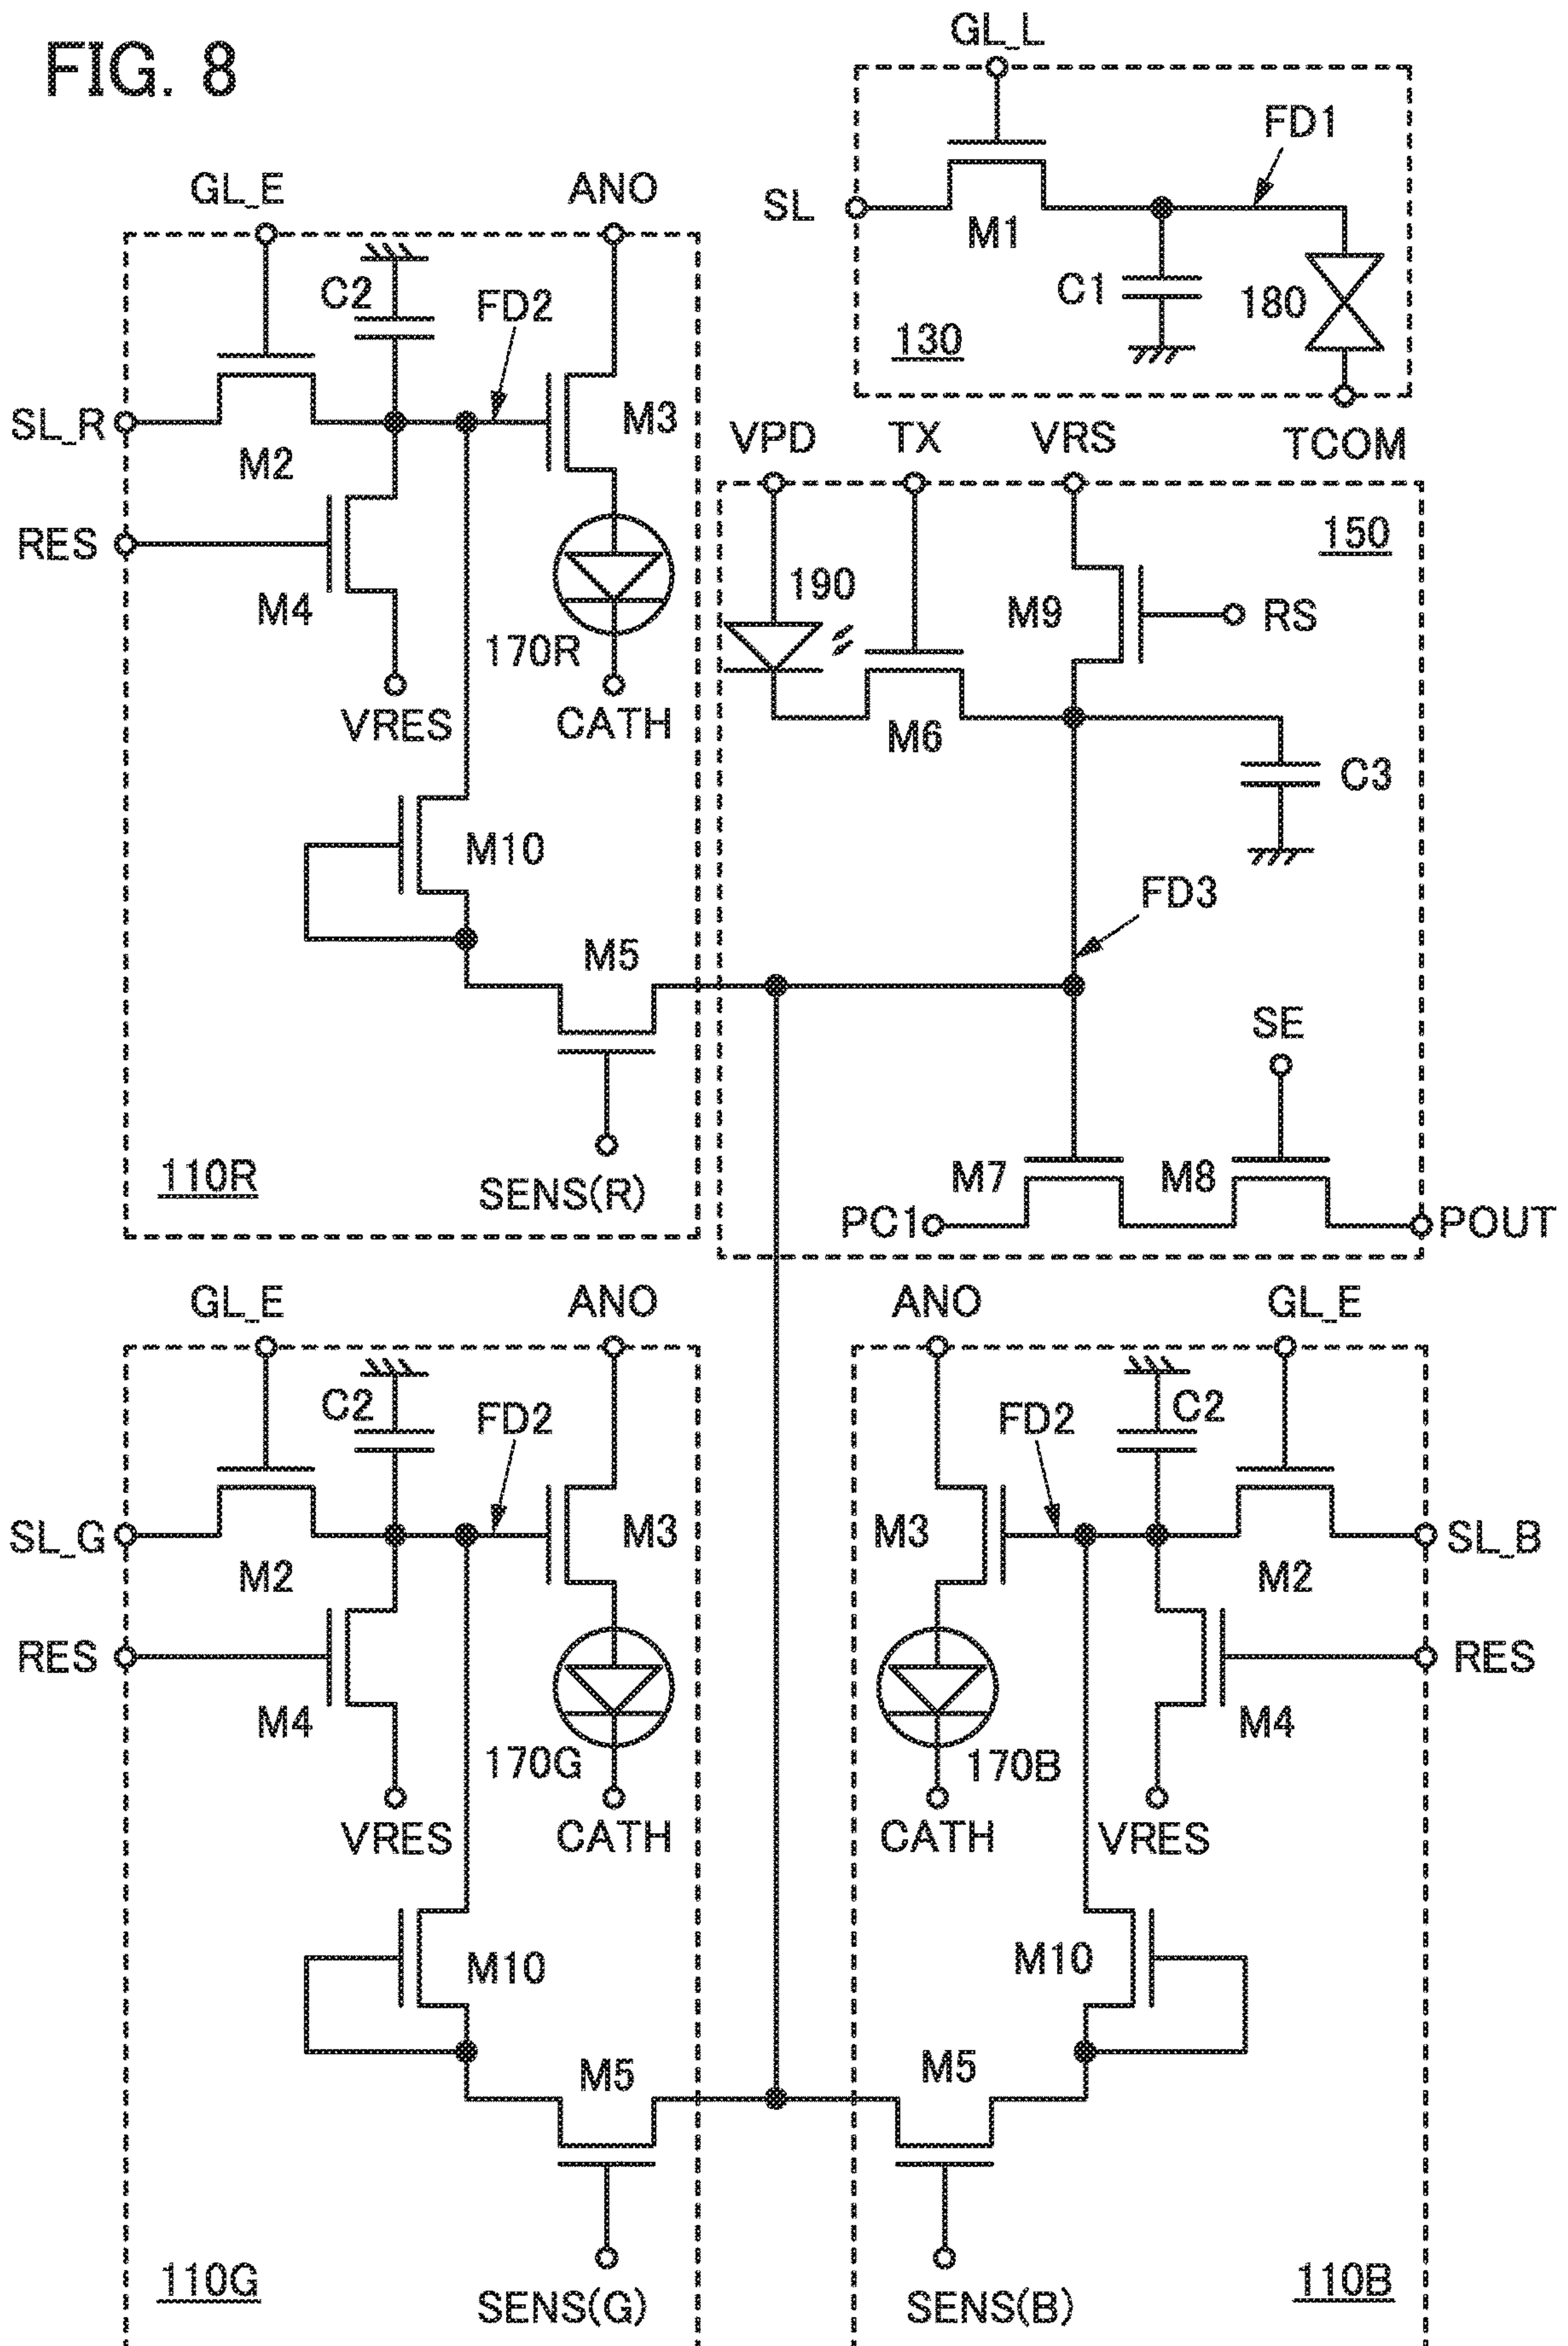 FIG. 8
GL_L
FD1
SL
M1
C1
180
130
TCOM
GL_E
ANO
C2
FD2
SL_R
M2
M3
RES
M4
170R
VRES
CATH
M10
M5
110R
SENS(R)
VPD
TX
VRS
150
190
M9
RS
M6
C3
FD3
SE
M7
M8
PC1
POUT
GL_E
ANO
C2
FD2
SL_G
M2
M3
RES
M4
170G
VRES
CATH
M10
M5
110G
SENS(G)
ANO
GL_E
FD2
C2
M3
SL_B
M2
RES
M4
170B
CATH
VRES
M10
M5
SENS(B)
110B